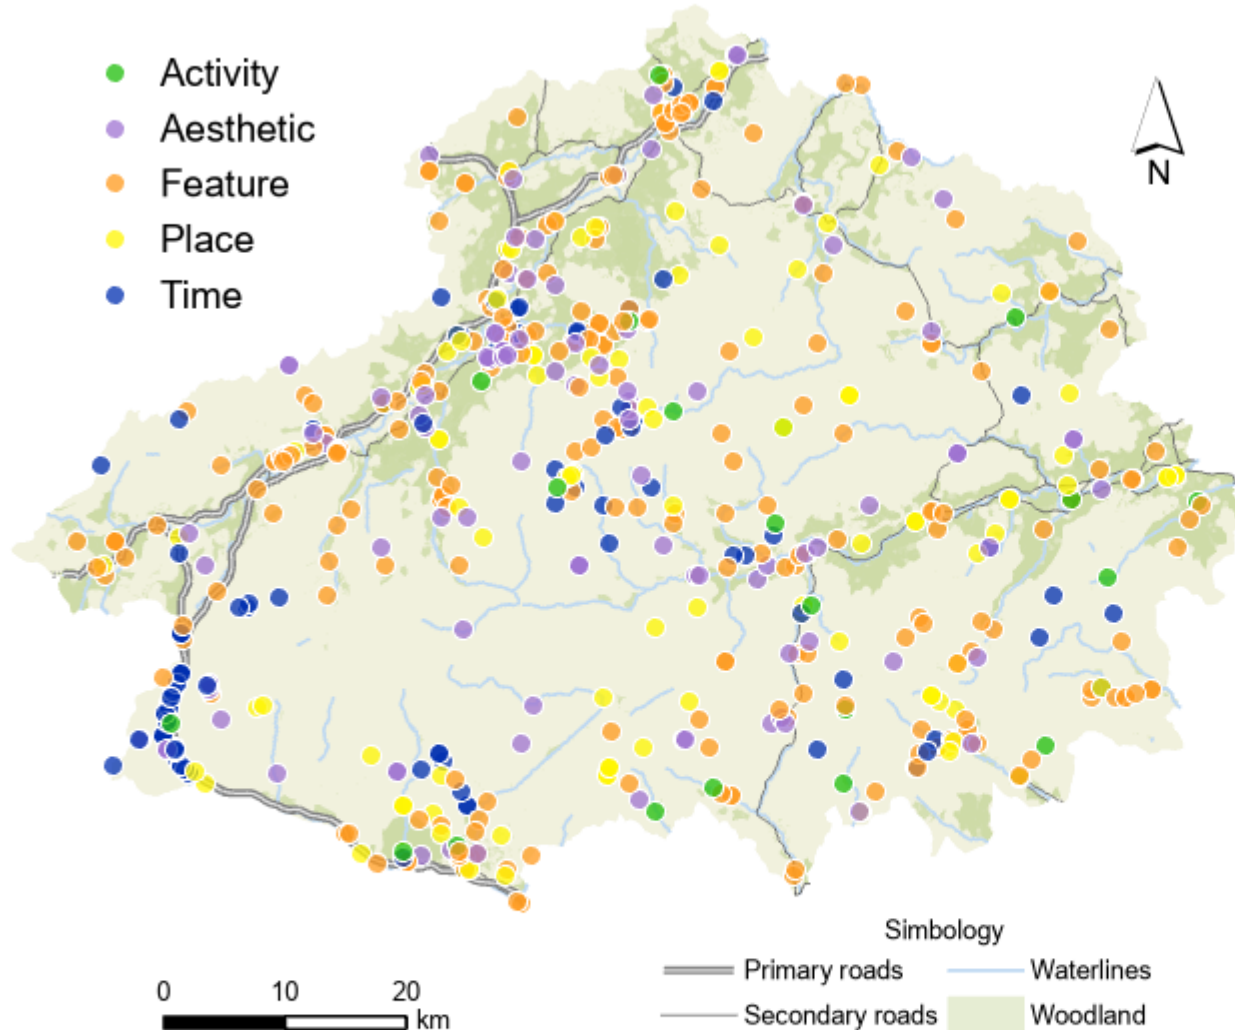 Activity
Aesthetic
Feature
Place
Time
N
Simbology
Primary roads
Waterlines
Secondary roads
Woodland
0 10 20
km